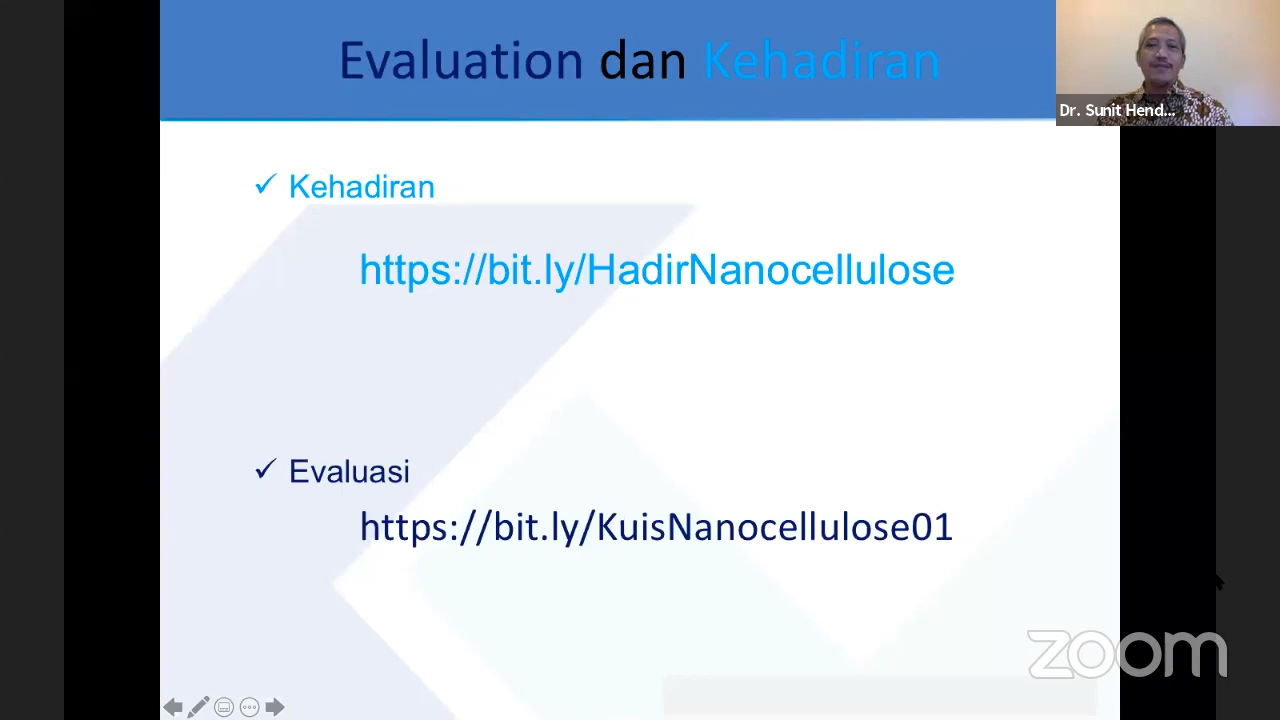 Evaluation dan Kehadiran
Dr. Sunit Hend...
✓ Kehadiran
https://bit.ly/HadirNanocellulose
✓ Evaluasi
https://bit.ly/KuisNanocellulose01
zoom